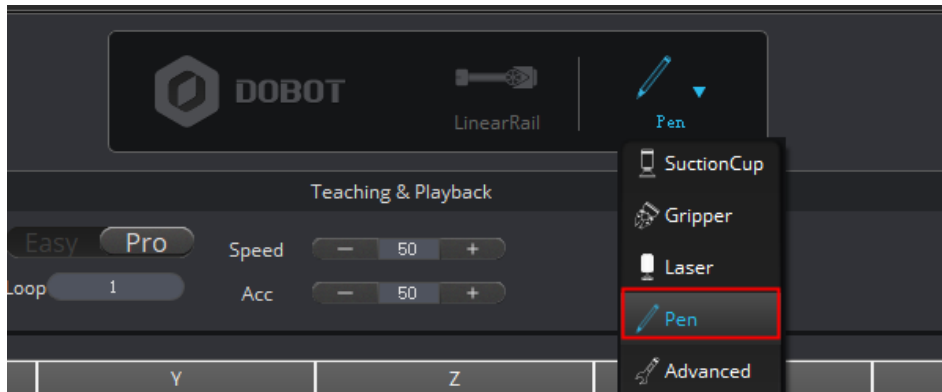 DOBOT
LinearRail
Pen
SuctionCup
Teaching & Playback
Gripper
Easy Pro Speed 50
Laser
Loop 1 Acc 50
Pen
Advanced
Y Z